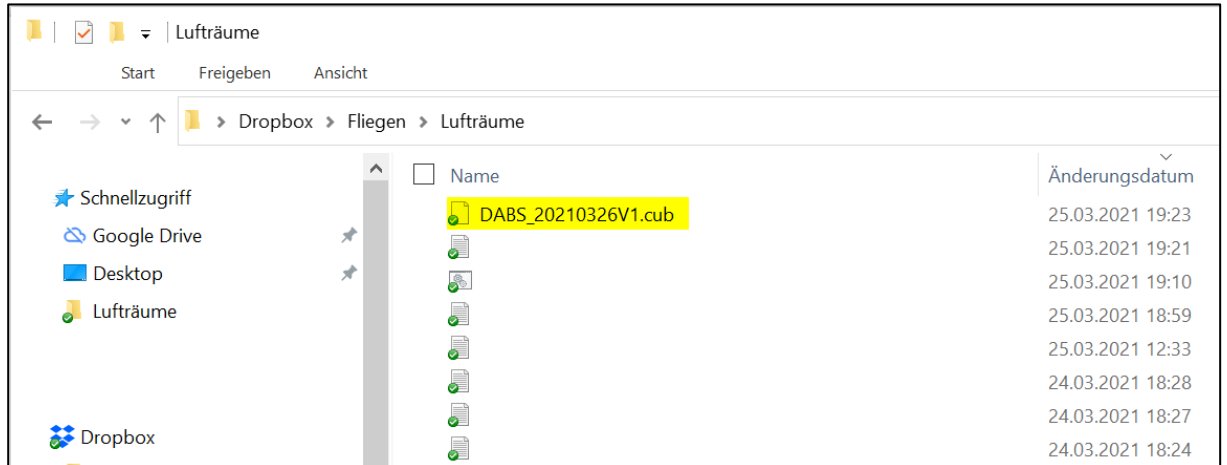 Lufträume
Start Freigeben Ansicht
Dropbox > Fliegen > Lufträume
Name Änderungsdatum
Schnellzugriff
DABS_20210326V1.cub 25.03.2021 19:23
Google Drive 25.03.2021 19:21
Desktop 25.03.2021 19:10
Lufträume 25.03.2021 18:59
25.03.2021 12:33
24.03.2021 18:28
24.03.2021 18:27
Dropbox 24.03.2021 18:24